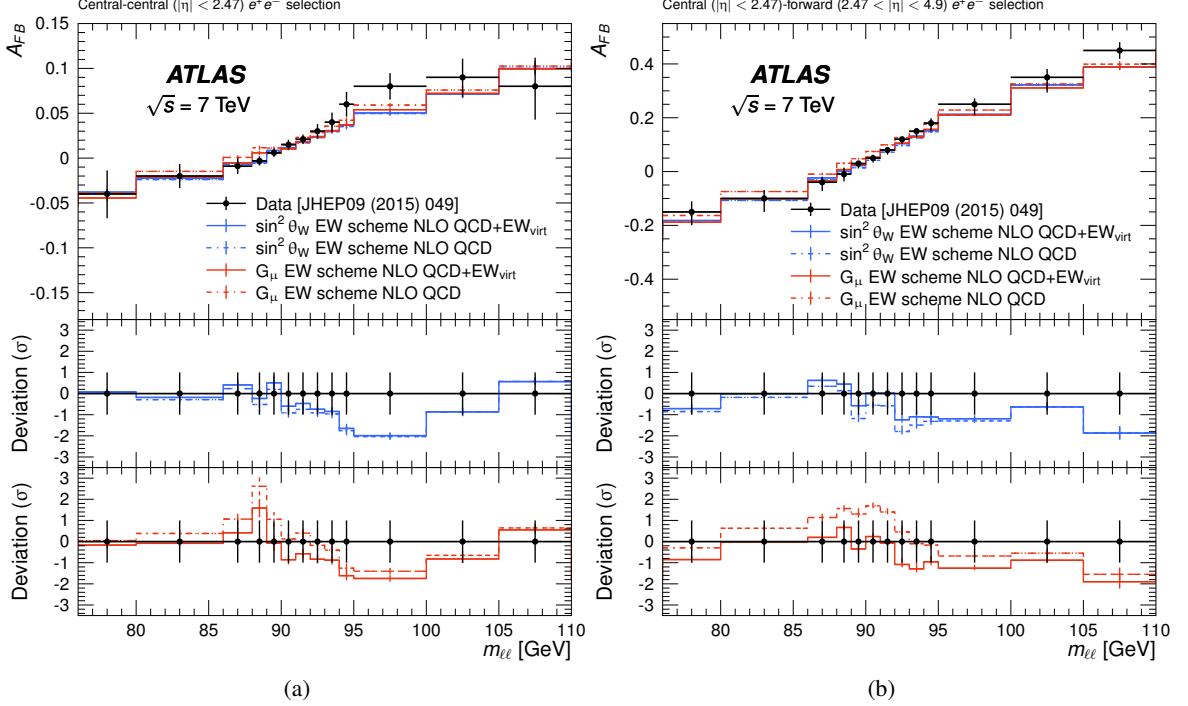 Central-central (|η| < 2.47) e⁺e⁻ selection
A_FB
0.15
0.1
0.05
0
-0.05
-0.1
-0.15
ATLAS
√s = 7 TeV
Data [JHEP09 (2015) 049]
sin² θ_W EW scheme NLO QCD+EW_virt
sin² θ_W EW scheme NLO QCD
G_μ EW scheme NLO QCD+EW_virt
G_μ EW scheme NLO QCD
Deviation (σ)
3
2
1
0
-1
-2
-3
Deviation (σ)
3
2
1
0
-1
-2
-3
80 85 90 95 100 105 110
m_ℓℓ [GeV]
(a)
Central (|η| < 2.47)-forward (2.47 < |η| < 4.9) e⁺e⁻ selection
A_FB
0.4
0.2
0
-0.2
-0.4
ATLAS
√s = 7 TeV
Data [JHEP09 (2015) 049]
sin² θ_W EW scheme NLO QCD+EW_virt
sin² θ_W EW scheme NLO QCD
G_μ EW scheme NLO QCD+EW_virt
G_μ EW scheme NLO QCD
Deviation (σ)
3
2
1
0
-1
-2
-3
Deviation (σ)
3
2
1
0
-1
-2
-3
80 85 90 95 100 105 110
m_ℓℓ [GeV]
(b)